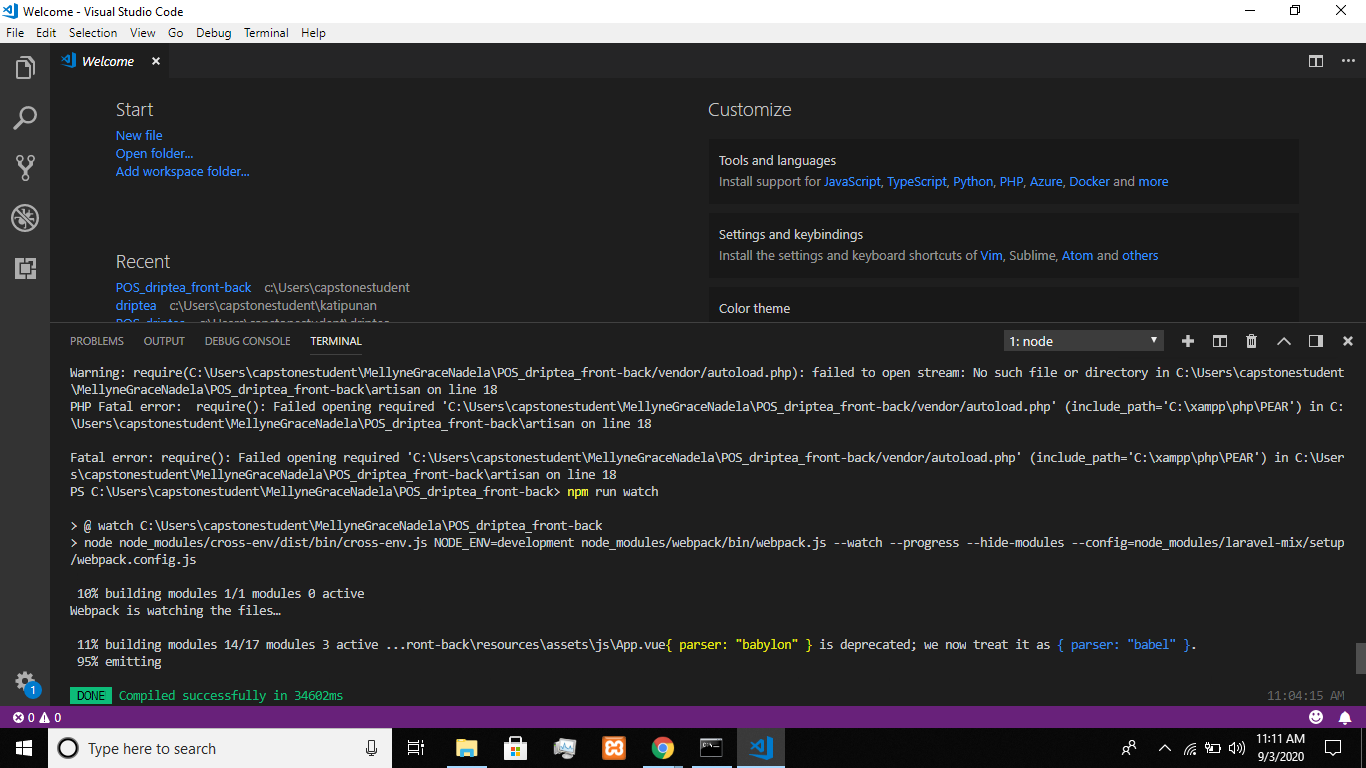 Welcome - Visual Studio Code
File Edit Selection View Go Debug Terminal Help
Welcome
Start
New file
Open folder...
Add workspace folder...
Recent
POS_driptea_front-back c:\Users\capstonestudent
driptea c:\Users\capstonestudent\katipunan
POS_driptea c:\Users\capstonestudent\driptea
Customize
Tools and languages
Install support for JavaScript, TypeScript, Python, PHP, Azure, Docker and more
Settings and keybindings
Install the settings and keyboard shortcuts of Vim, Sublime, Atom and others
Color theme
PROBLEMS OUTPUT DEBUG CONSOLE TERMINAL
1: node
Warning: require(C:\Users\capstonestudent\MellyneGraceNadela\POS_driptea_front-back/vendor/autoload.php): failed to open stream: No such file or directory in C:\Users\capstonestudent
\MellyneGraceNadela\POS_driptea_front-back\artisan on line 18
PHP Fatal error:  require(): Failed opening required 'C:\Users\capstonestudent\MellyneGraceNadela\POS_driptea_front-back/vendor/autoload.php' (include_path='C:\xampp\php\PEAR') in C:
\Users\capstonestudent\MellyneGraceNadela\POS_driptea_front-back\artisan on line 18
Fatal error: require(): Failed opening required 'C:\Users\capstonestudent\MellyneGraceNadela\POS_driptea_front-back/vendor/autoload.php' (include_path='C:\xampp\php\PEAR') in C:\User
s\capstonestudent\MellyneGraceNadela\POS_driptea_front-back\artisan on line 18
PS C:\Users\capstonestudent\MellyneGraceNadela\POS_driptea_front-back> npm run watch
> @ watch C:\Users\capstonestudent\MellyneGraceNadela\POS_driptea_front-back
> node node_modules/cross-env/dist/bin/cross-env.js NODE_ENV=development node_modules/webpack/bin/webpack.js --watch --progress --hide-modules --config=node_modules/laravel-mix/setup
/webpack.config.js
10% building modules 1/1 modules 0 active
Webpack is watching the files…
11% building modules 14/17 modules 3 active ...ront-back\resources\assets\js\App.vue{ parser: "babylon" } is deprecated; we now treat it as { parser: "babel" }.
95% emitting
DONE Compiled successfully in 34602ms 11:04:15 AM
1
0 0
Type here to search
11:11 AM
9/3/2020